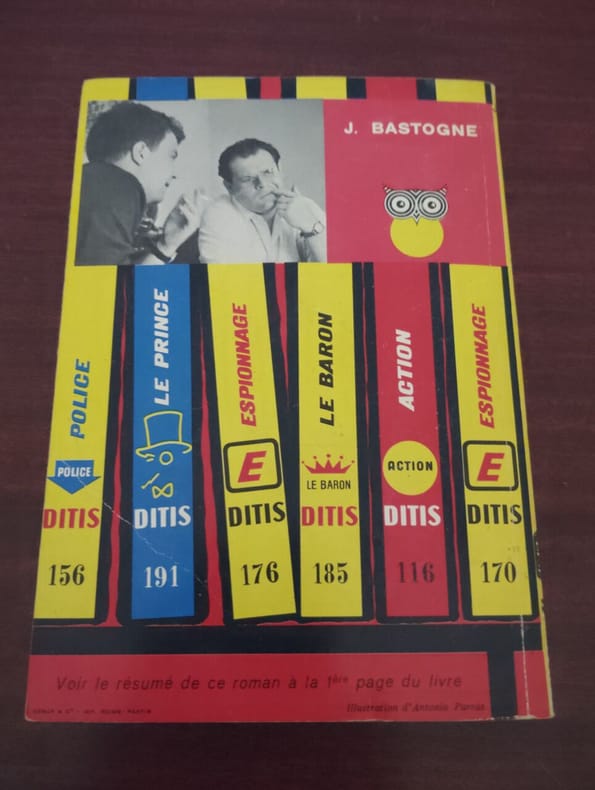 J. BASTOGNE
POLICE
LE PRINCE
ESPIONNAGE
LE BARON
ACTION
ESPIONNAGE
POLICE
E
LE BARON
ACTION
E
DITIS
DITIS
DITIS
DITIS
DITIS
DITIS
156
191
176
185
116
170
Voir le résumé de ce roman à la 1ère page du livre
Illustration d'Antonio Parras